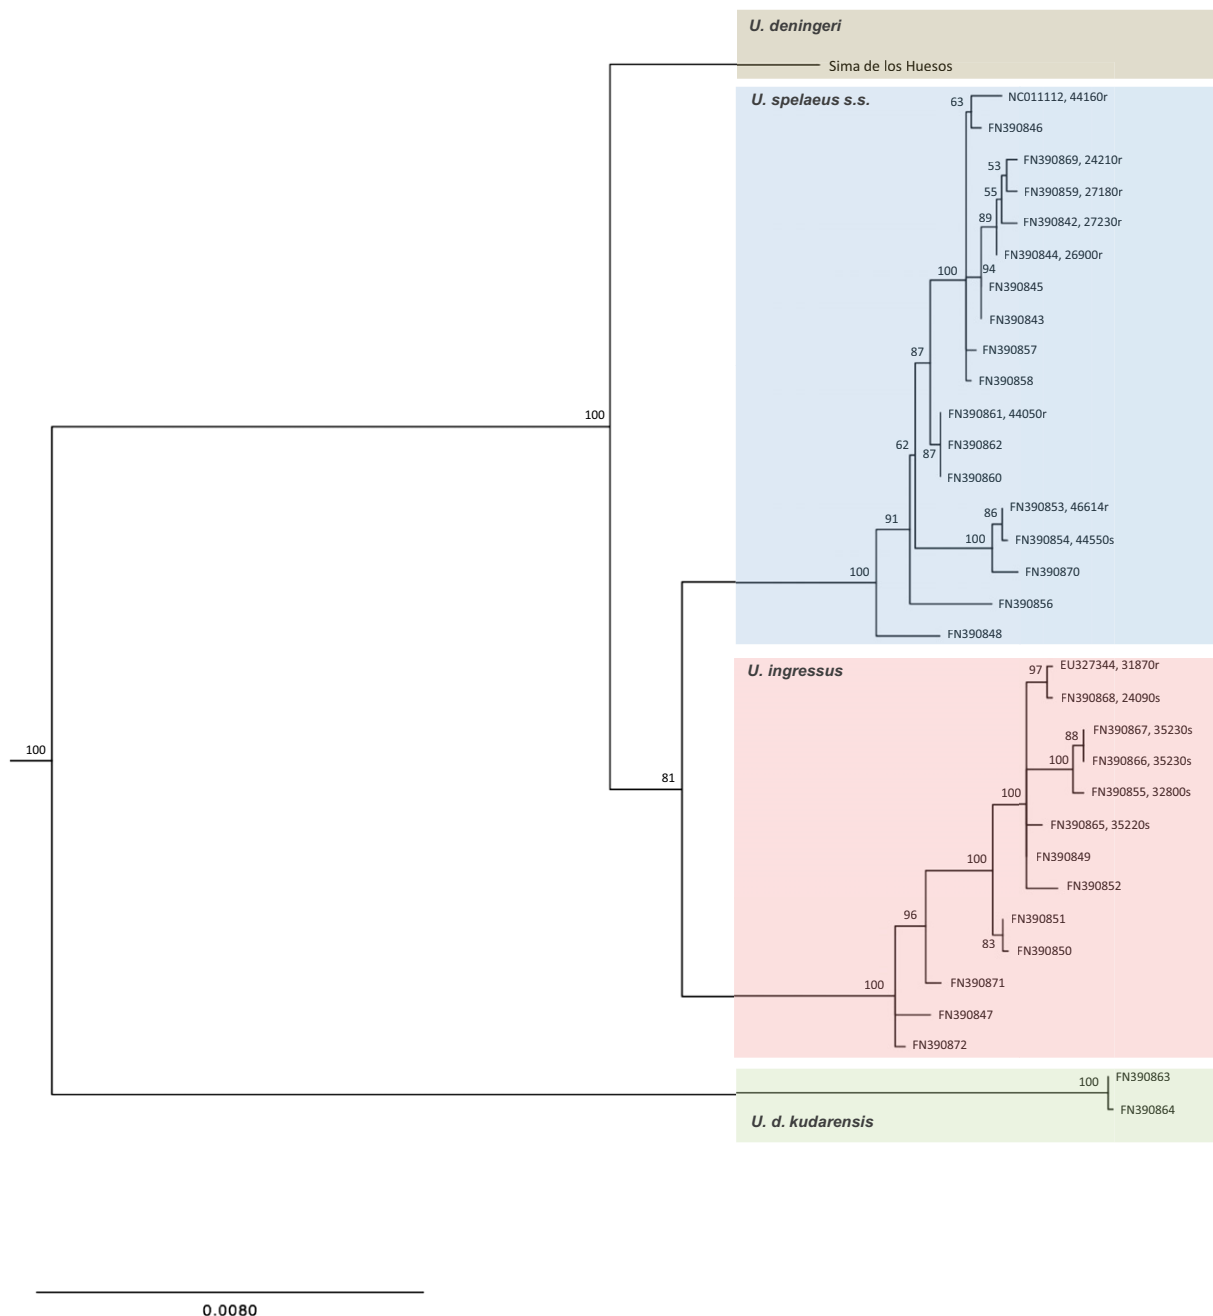 U. deningeri
Sima de los Huesos
U. spelaeus s.s.
63
NC011112, 44160r
FN390846
53
FN390869, 24210r
55
FN390859, 27180r
89
FN390842, 27230r
FN390844, 26900r
100
94
FN390845
FN390843
87
FN390857
FN390858
FN390861, 44050r
62
87
FN390862
FN390860
86
FN390853, 46614r
91
100
FN390854, 44550s
100
FN390870
FN390856
FN390848
100
U. ingressus
97
EU327344, 31870r
FN390868, 24090s
88
FN390867, 35230s
100
100
FN390866, 35230s
81
100
FN390855, 32800s
FN390865, 35220s
100
FN390849
FN390852
96
FN390851
83
FN390850
100
FN390871
FN390847
FN390872
100
FN390863
FN390864
U. d. kudarensis
0.0080